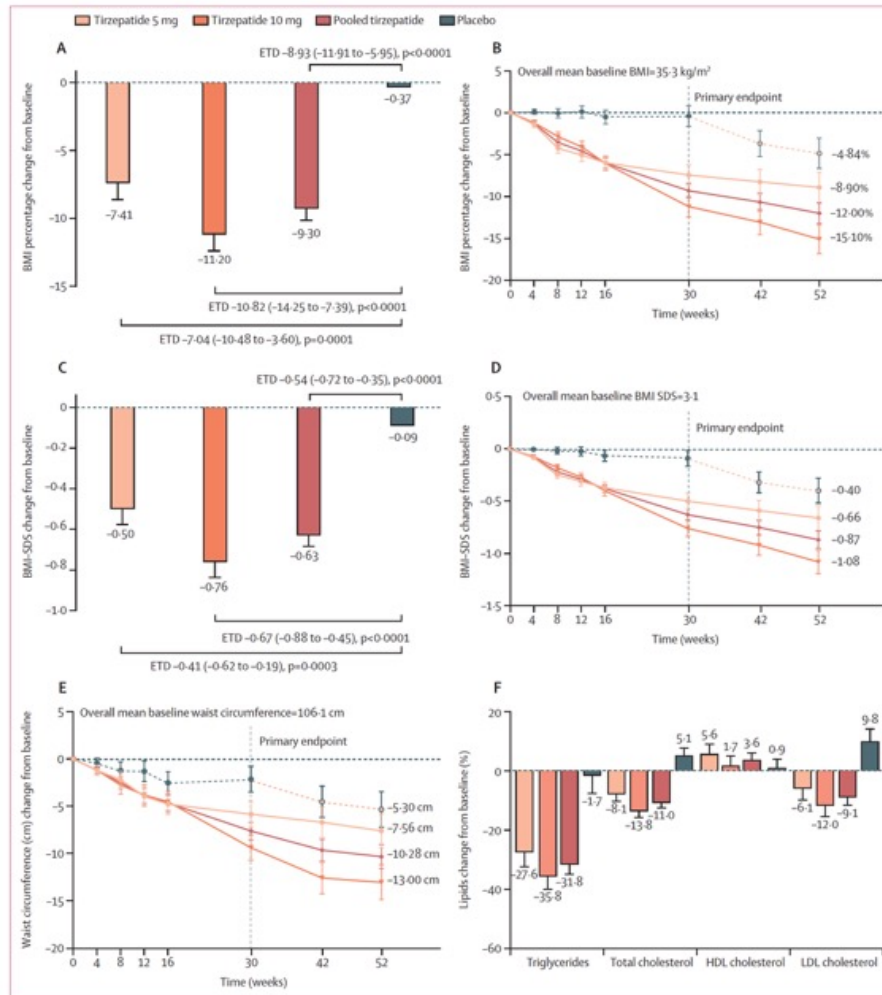 Tirzepatide 5 mg Tirzepatide 10 mg Pooled tirzepatide Placebo
A
ETD –8·93 (–11·91 to –5·95), p<0·0001
BMI percentage change from baseline
0
–5
–10
–15
–7·41
–11·20
–9·30
–0·37
ETD –10·82 (–14·25 to –7·39), p<0·0001
ETD –7·04 (–10·48 to –3·60), p=0·0001
B
Overall mean baseline BMI=35·3 kg/m²
Primary endpoint
BMI percentage change from baseline
5
0
–5
–10
–15
–20
–4·84%
–8·90%
–12·00%
–15·10%
0 4 8 12 16 30 42 52
Time (weeks)
C
ETD –0·54 (–0·72 to –0·35), p<0·0001
BMI-SDS change from baseline
0
–0·2
–0·4
–0·6
–0·8
–1·0
–0·50
–0·76
–0·63
–0·09
ETD –0·67 (–0·88 to –0·45), p<0·0001
ETD –0·41 (–0·62 to –0·19), p=0·0003
D
Overall mean baseline BMI SDS=3·1
Primary endpoint
BMI-SDS change from baseline
0·5
0
–0·5
–1·0
–1·5
–0·40
–0·66
–0·87
–1·08
0 4 8 12 16 30 42 52
Time (weeks)
E
Overall mean baseline waist circumference=106·1 cm
Primary endpoint
Waist circumference (cm) change from baseline
5
0
–5
–10
–15
–20
–5·30 cm
–7·56 cm
–10·28 cm
–13·00 cm
0 4 8 12 16 30 42 52
Time (weeks)
F
Lipids change from baseline (%)
20
0
–20
–40
–60
–27·6
–35·8
–31·8
–1·7
–8·1
–13·8
–11·0
5·1
5·6
1·7
3·6
0·9
–6·1
–12·0
–9·1
9·8
Triglycerides Total cholesterol HDL cholesterol LDL cholesterol